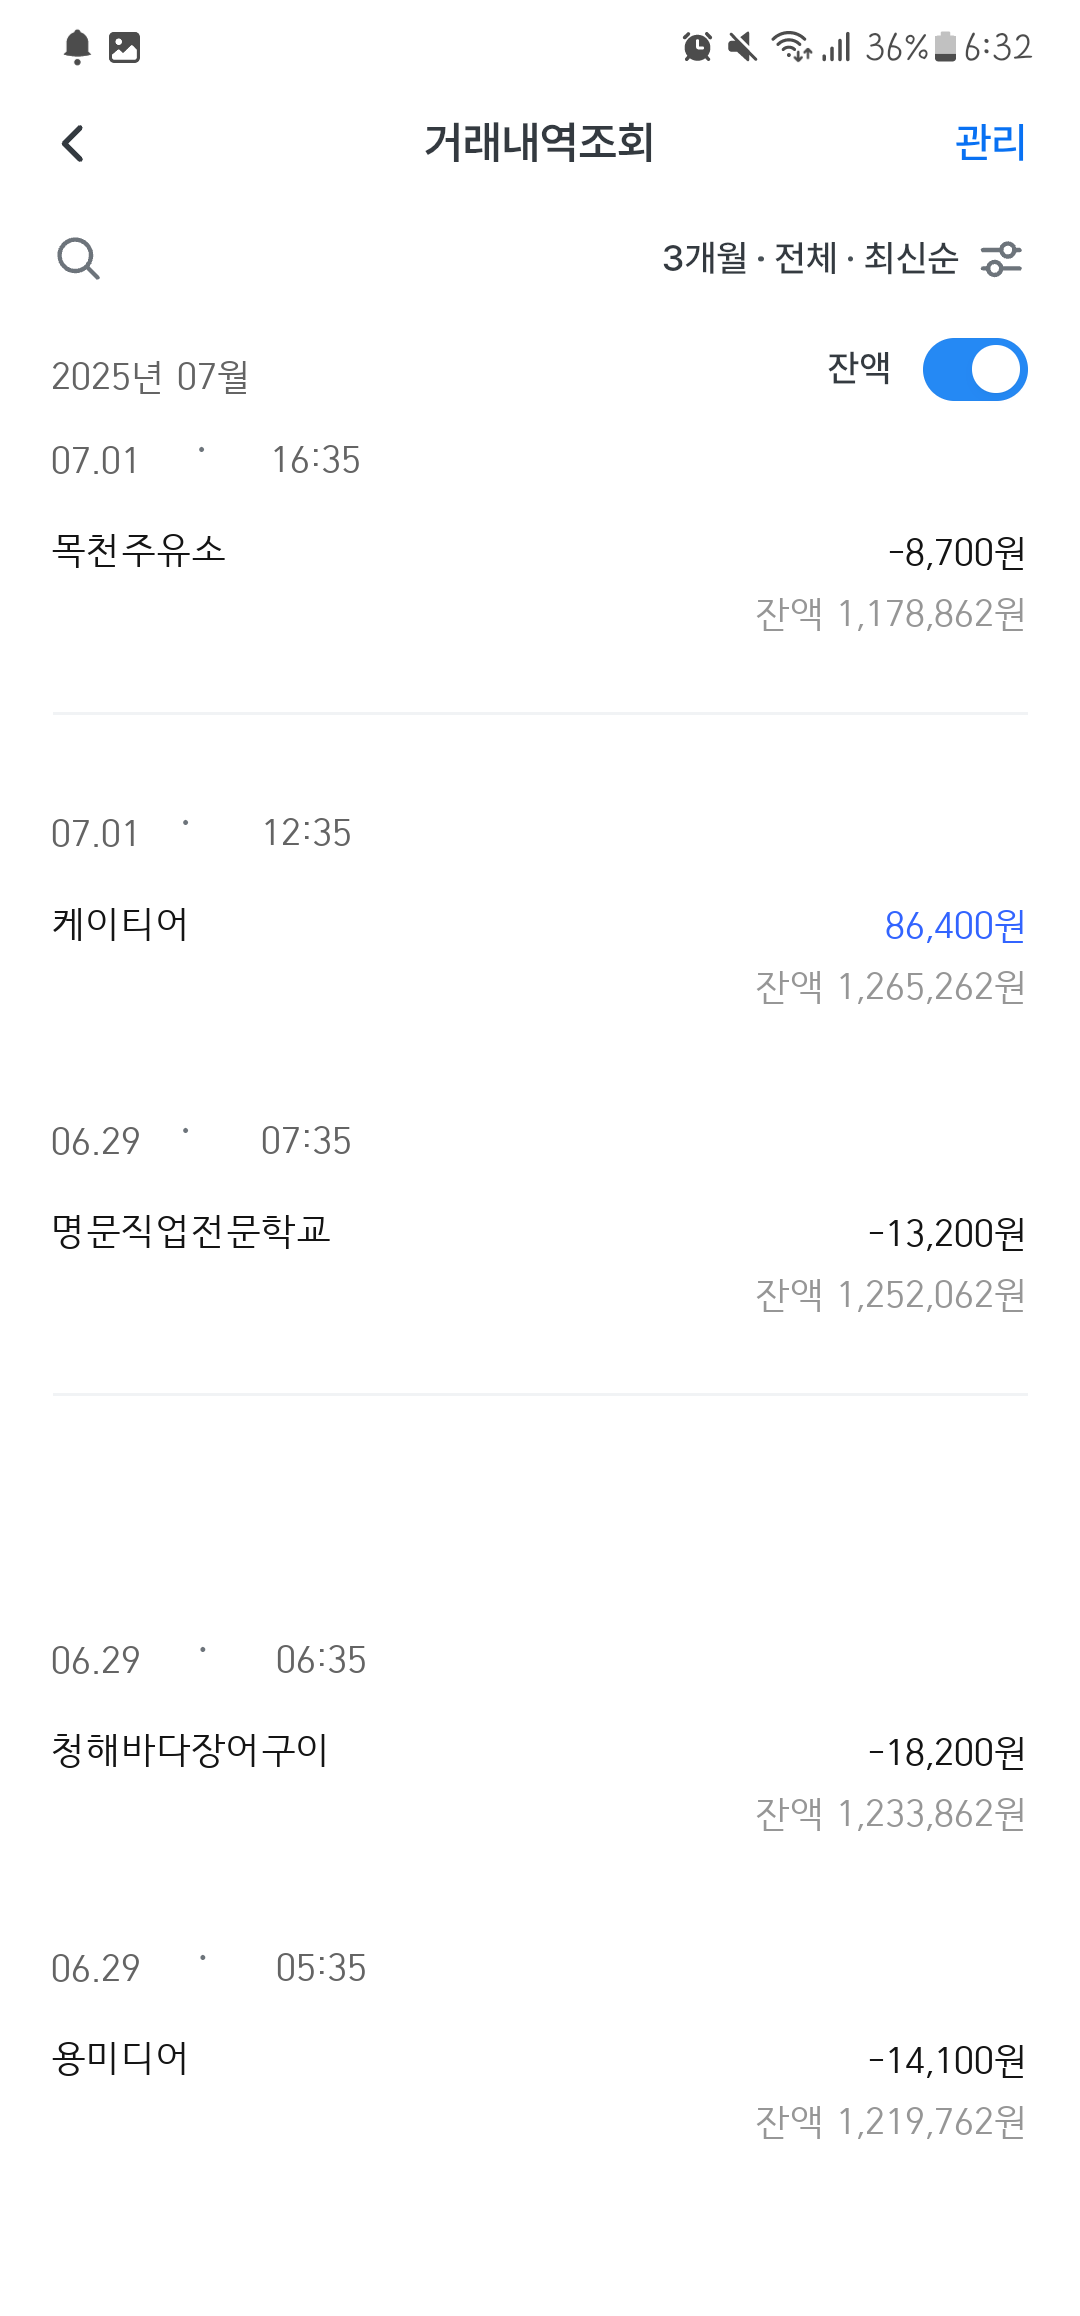 36% 6:32
거래내역조회 관리
3개월 · 전체 · 최신순
2025년 07월 잔액
07.01 · 16:35
목천주유소 -8,700원
잔액 1,178,862원
07.01 · 12:35
케이티어 86,400원
잔액 1,265,262원
06.29 · 07:35
명문직업전문학교 -13,200원
잔액 1,252,062원
06.29 · 06:35
청해바다장어구이 -18,200원
잔액 1,233,862원
06.29 · 05:35
용미디어 -14,100원
잔액 1,219,762원